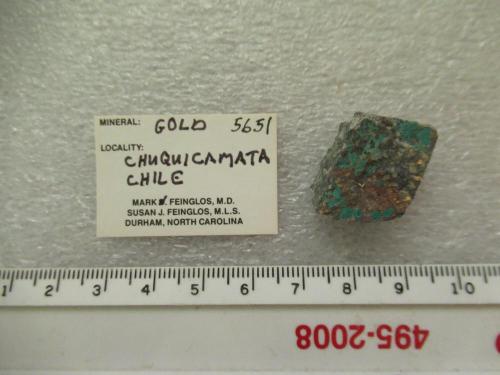 MINERAL: GOLD 5651
LOCALITY:
CHUQUICAMATA
CHILE
MARK N. FEINGLOS, M.D.
SUSAN J. FEINGLOS, M.L.S.
DURHAM, NORTH CAROLINA
1 2 3 4 5 6 7 8 9 10
495-2008